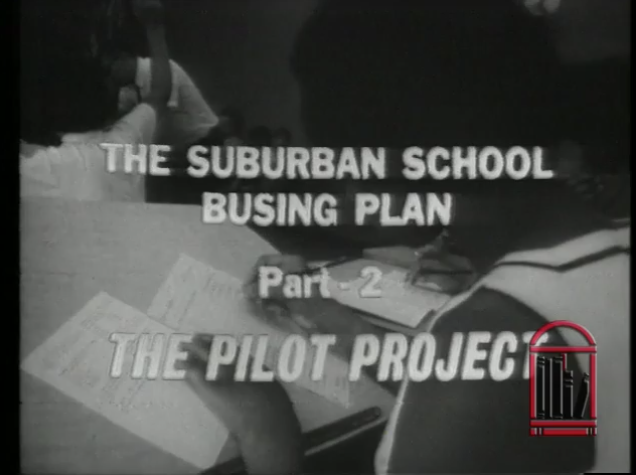 THE SUBURBAN SCHOOL
BUSING PLAN
Part - 2
THE PILOT PROJECT